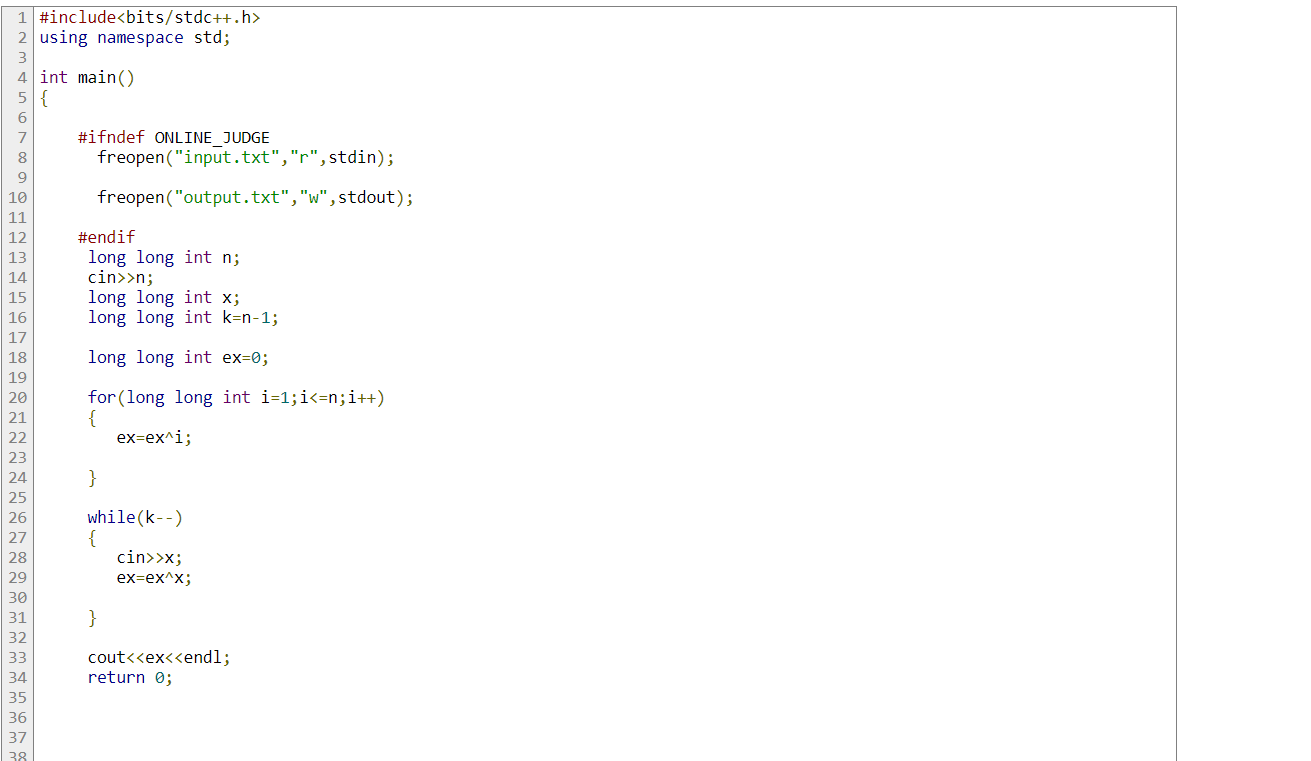 1 #include<bits/stdc++.h>
2 using namespace std;
3
4 int main()
5 {
6
7 #ifndef ONLINE_JUDGE
8 freopen("input.txt","r",stdin);
9
10 freopen("output.txt","w",stdout);
11
12 #endif
13 long long int n;
14 cin>>n;
15 long long int x;
16 long long int k=n-1;
17
18 long long int ex=0;
19
20 for(long long int i=1;i<=n;i++)
21 {
22 ex=ex^i;
23
24 }
25
26 while(k--)
27 {
28 cin>>x;
29 ex=ex^x;
30
31 }
32
33 cout<<ex<<endl;
34 return 0;
35
36
37
38